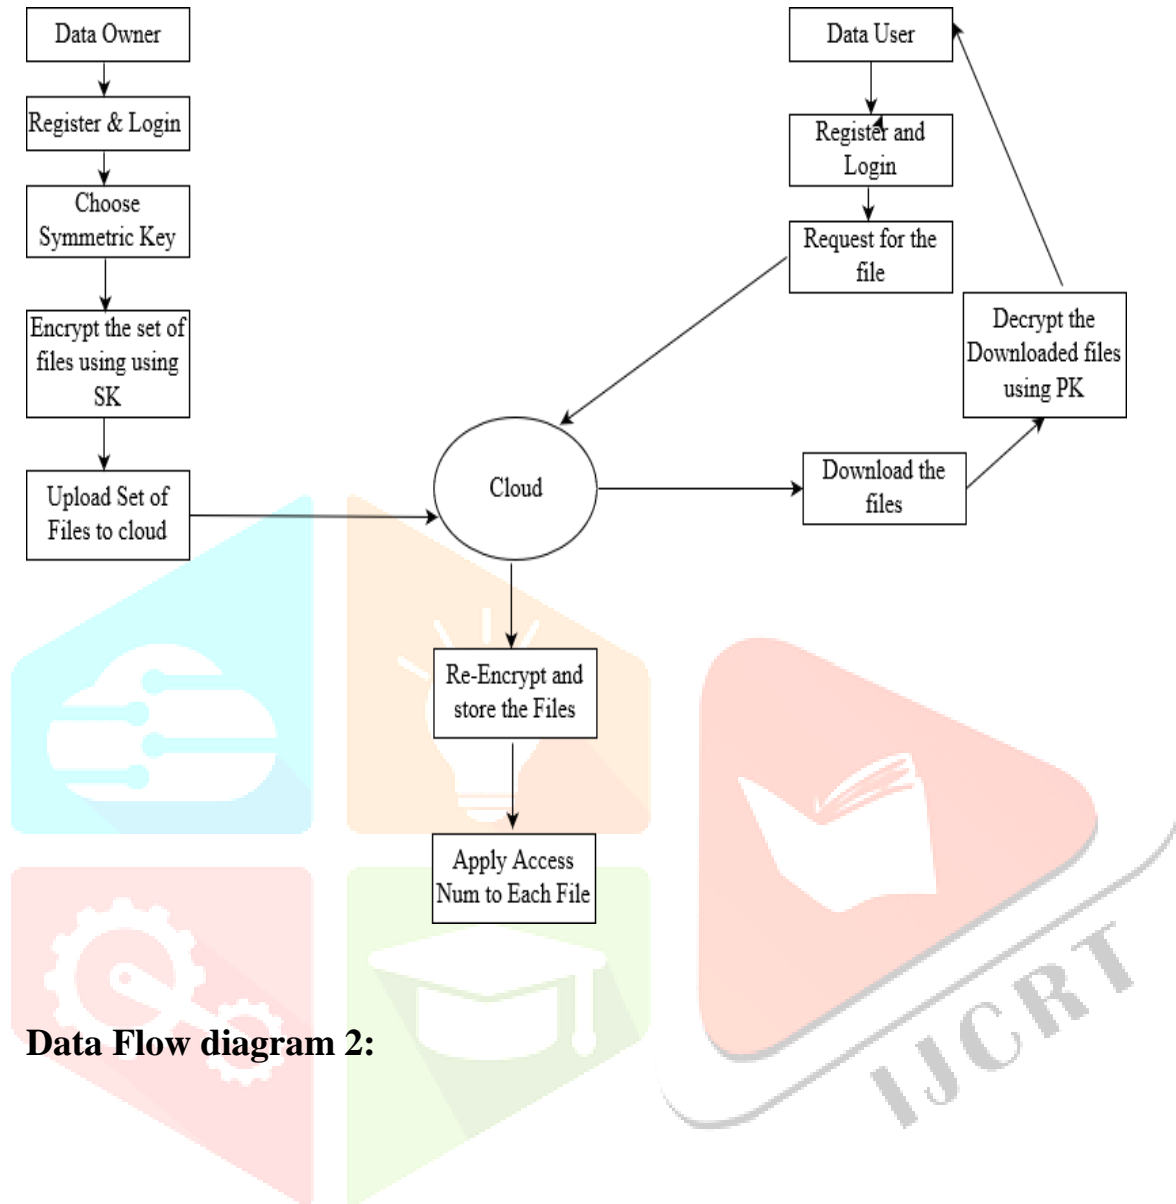 Data Owner
Register & Login
Choose
Symmetric Key
Encrypt the set of
files using using
SK
Upload Set of
Files to cloud
Cloud
Re-Encrypt and
store the Files
Apply Access
Num to Each File
Data User
Register and
Login
Request for the
file
Download the
files
Decrypt the
Downloaded files
using PK
Data Flow diagram 2:
IJCRT